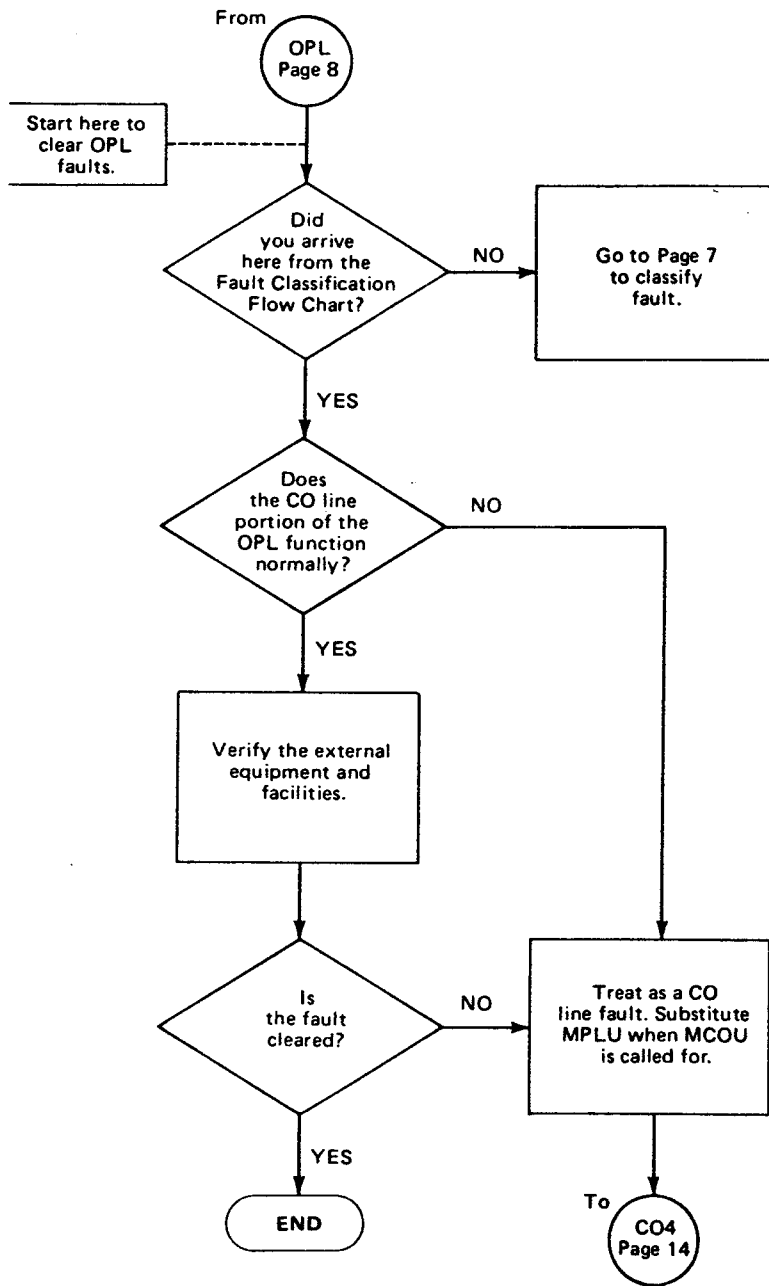 From
OPL
Page 8
Start here to
clear OPL
faults.
Did
you arrive
here from the
Fault Classification
Flow Chart?
NO
Go to Page 7
to classify
fault.
YES
Does
the CO line
portion of the
OPL function
normally?
NO
YES
Verify the external
equipment and
facilities.
Is
the fault
cleared?
NO
Treat as a CO
line fault. Substitute
MPLU when MCOU
is called for.
YES
END
To
CO4
Page 14